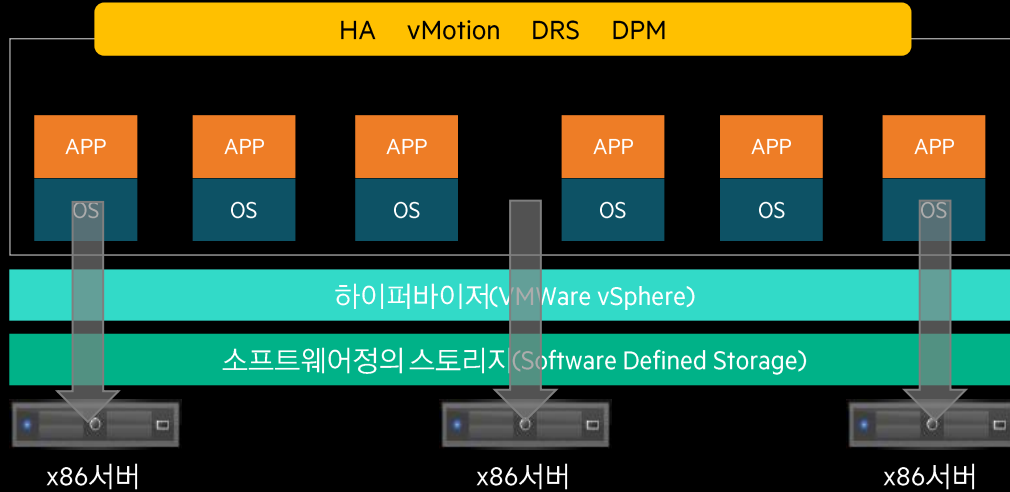 HA vMotion DRS DPM
APP APP APP APP APP APP
OS OS OS OS OS OS
하이퍼바이저(VMWare vSphere)
소프트웨어정의 스토리지(Software Defined Storage)
x86서버 x86서버 x86서버